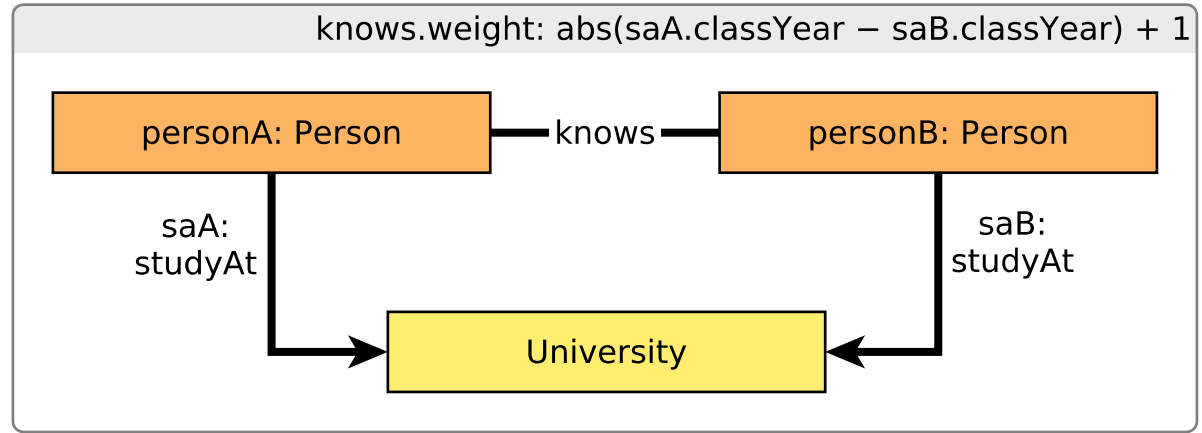 knows.weight: abs(saA.classYear − saB.classYear) + 1
personA: Person
knows
personB: Person
saA:
studyAt
saB:
studyAt
University